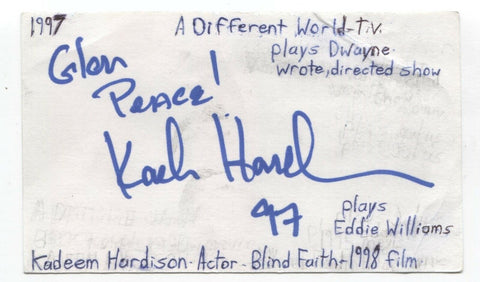 1997 A Different World-T.V.
plays Dwayne.
wrote, directed show
Glen
Peace!
Kadeem Hardison
97
plays
Eddie Williams
Kadeem Hardison-Actor-Blind Faith-1998 film